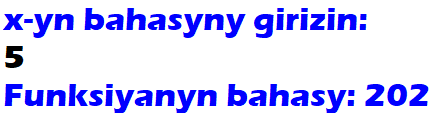 x-yn bahasyny girizin:
5
Funksiyanyn bahasy: 202